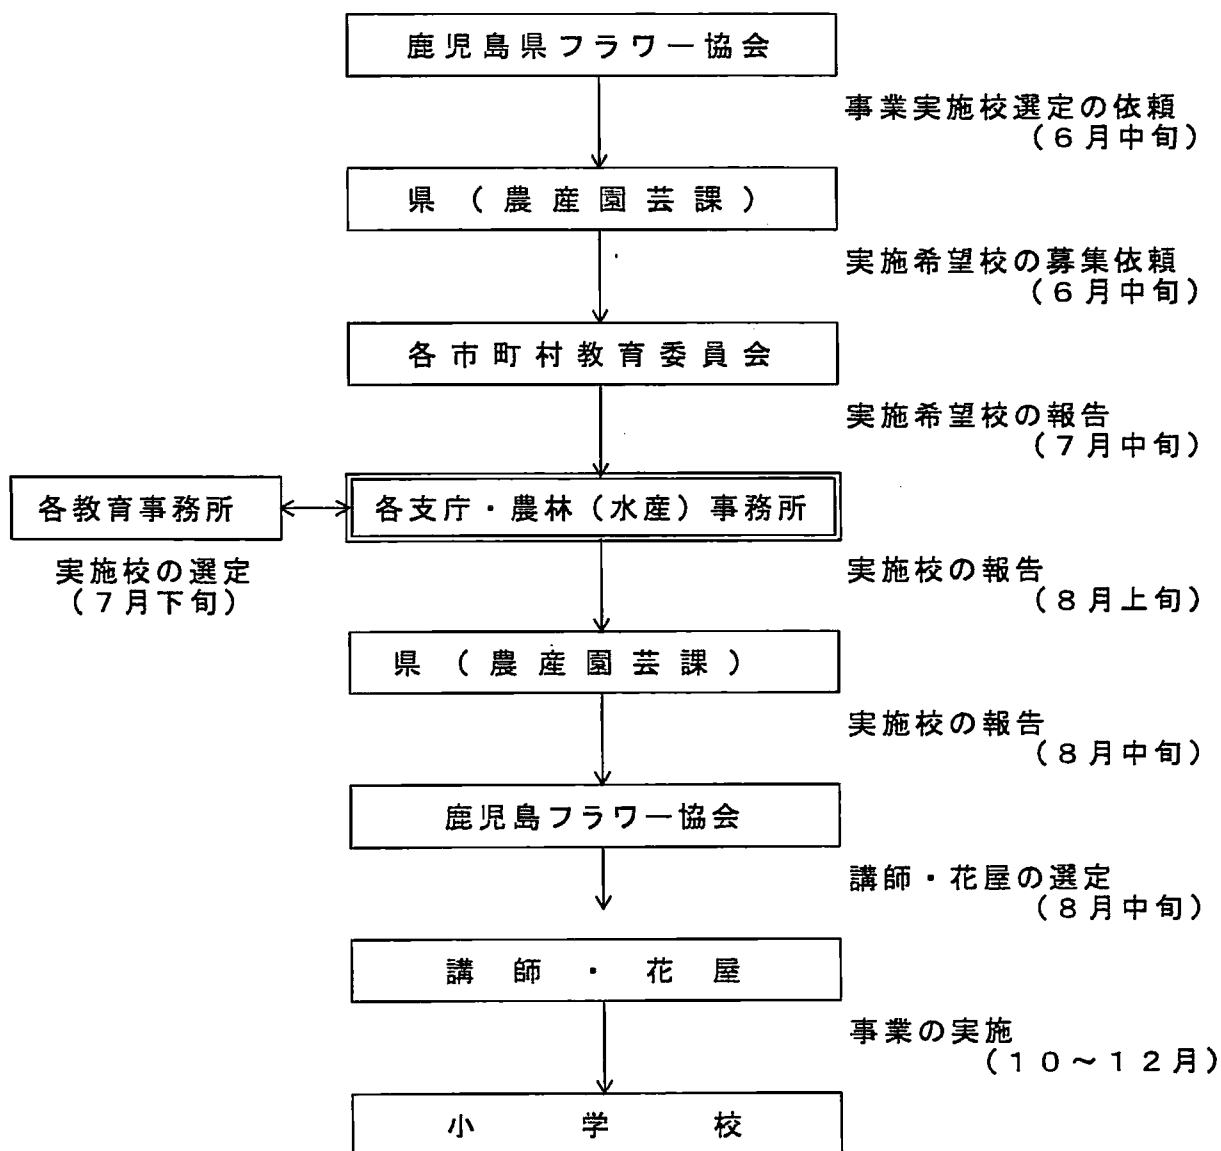 鹿児島県フラワー協会
事業実施校選定の依頼
(6月中旬)
県(農産園芸課)
実施希望校の募集依頼
(6月中旬)
各市町村教育委員会
実施希望校の報告
(7月中旬)
各教育事務所
各支庁・農林(水産)事務所
実施校の選定
(7月下旬)
実施校の報告
(8月上旬)
県(農産園芸課)
実施校の報告
(8月中旬)
鹿児島フラワー協会
講師・花屋の選定
(8月中旬)
講師・花屋
事業の実施
(10~12月)
小学校